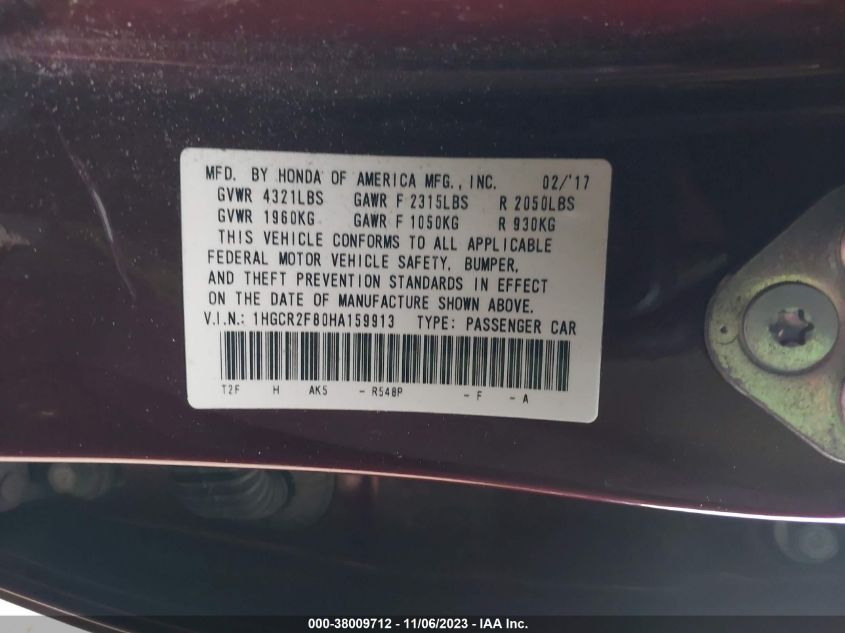 MFD. BY HONDA OF AMERICA MFG., INC. 02/'17
GVWR 4321LBS GAWR F 2315LBS R 2050LBS
GVWR 1960KG GAWR F 1050KG R 930KG
THIS VEHICLE CONFORMS TO ALL APPLICABLE
FEDERAL MOTOR VEHICLE SAFETY, BUMPER,
AND THEFT PREVENTION STANDARDS IN EFFECT
ON THE DATE OF MANUFACTURE SHOWN ABOVE.
V.I.N.: 1HGCR2F80HA159913 TYPE: PASSENGER CAR
T2F H AK5 - R548P - F - A
000-38009712 - 11/06/2023 - IAA Inc.